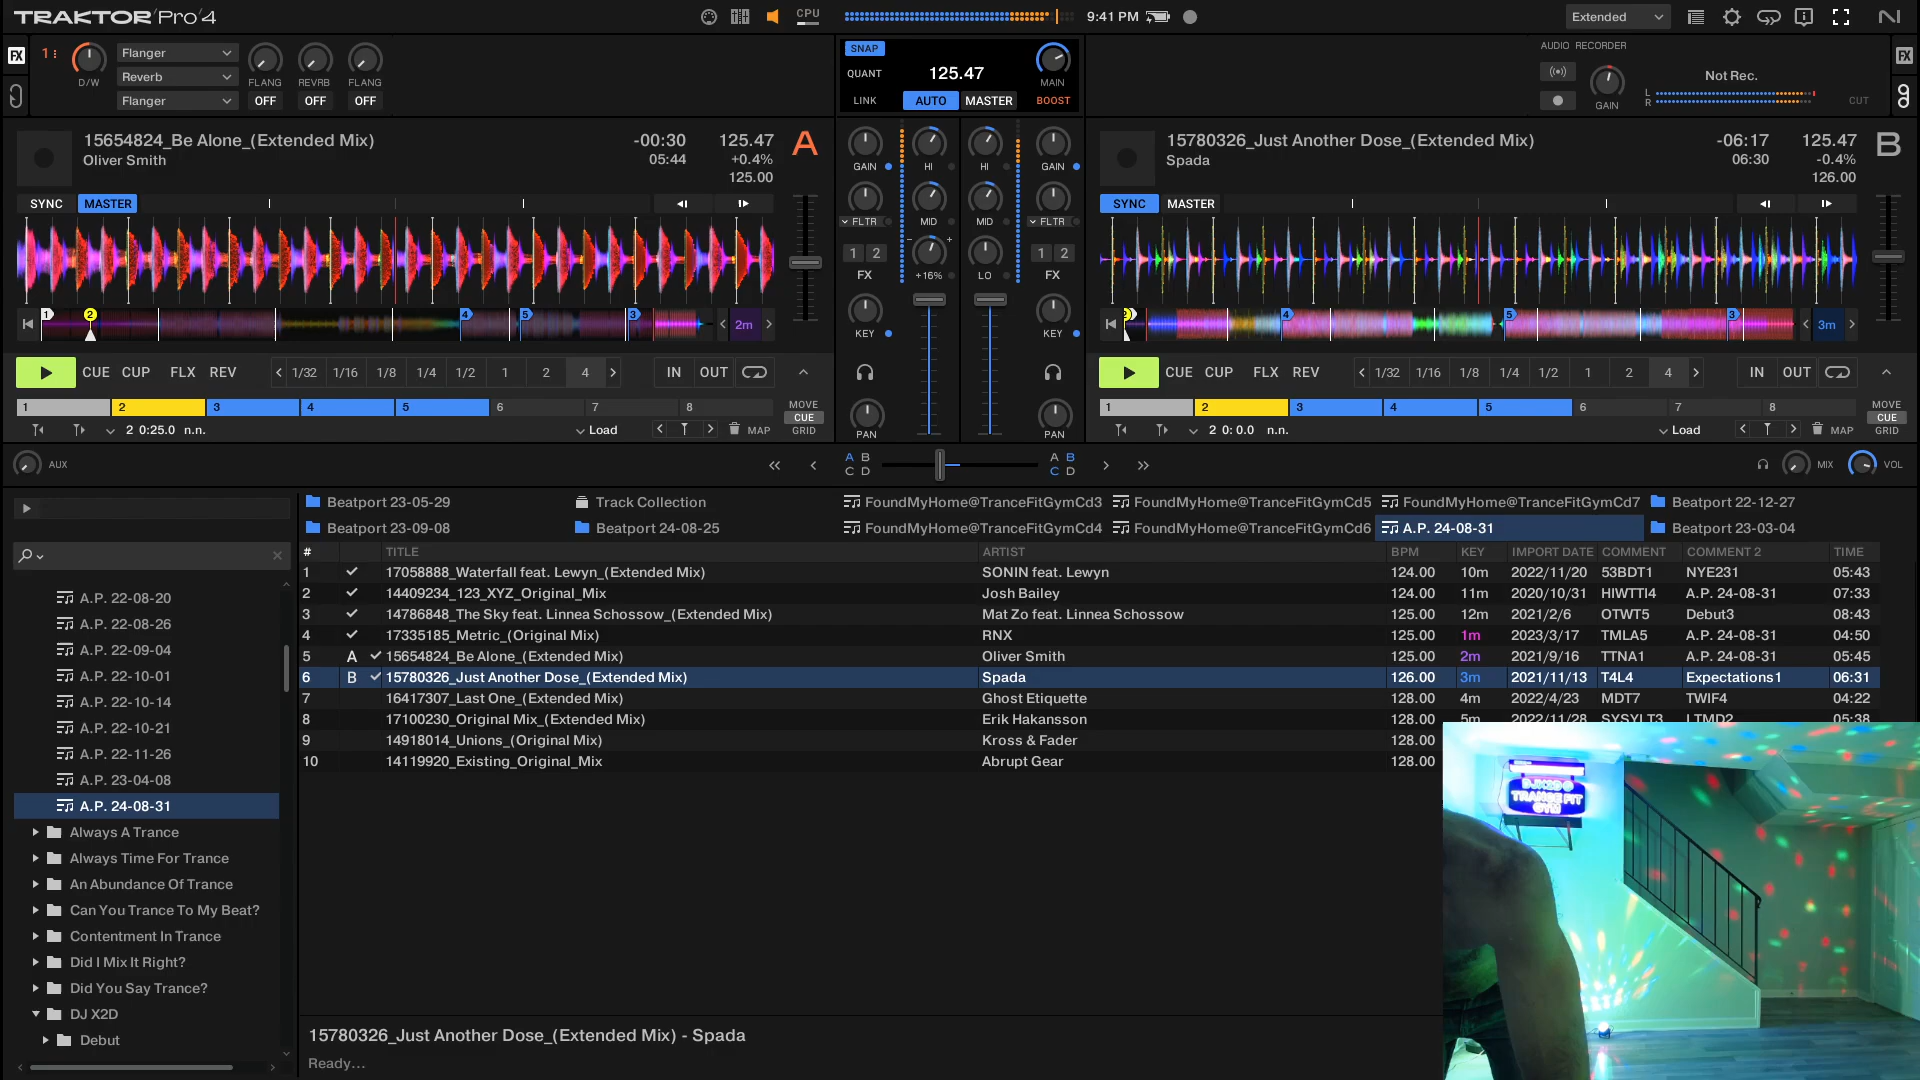 TRAKTOR Pro 4
CPU
9:41 PM
Extended
FX
1
D/W
Flanger
Reverb
Flanger
FLANG
REVRB
FLANG
OFF
OFF
OFF
SNAP
QUANT
LINK
125.47
AUTO
MASTER
MAIN
BOOST
AUDIO RECORDER
GAIN
Not Rec.
L
R
CUT
FX
15654824_Be Alone_(Extended Mix)
Oliver Smith
-00:30
05:44
125.47
+0.4%
125.00
A
SYNC
MASTER
1
2
4
5
3
2m
CUE
CUP
FLX
REV
1/32
1/16
1/8
1/4
1/2
1
2
4
IN
OUT
1
2
3
4
5
6
7
8
MOVE
CUE
GRID
2 0:25.0 n.n.
Load
MAP
GAIN
HI
HI
GAIN
FLTR
MID
MID
FLTR
1 2
FX
+16%
LO
1 2
FX
KEY
KEY
PAN
PAN
15780326_Just Another Dose_(Extended Mix)
Spada
-06:17
06:30
125.47
-0.4%
126.00
B
SYNC
MASTER
4
5
3
3m
CUE
CUP
FLX
REV
1/32
1/16
1/8
1/4
1/2
1
2
4
IN
OUT
1
2
3
4
5
6
7
8
MOVE
CUE
GRID
2 0: 0.0 n.n.
Load
MAP
AUX
A B
C D
A B
C D
MIX
VOL
Beatport 23-05-29
Track Collection
FoundMyHome@TranceFitGymCd3
FoundMyHome@TranceFitGymCd5
FoundMyHome@TranceFitGymCd7
Beatport 22-12-27
Beatport 23-09-08
Beatport 24-08-25
FoundMyHome@TranceFitGymCd4
FoundMyHome@TranceFitGymCd6
A.P. 24-08-31
Beatport 23-03-04
A.P. 22-08-20
A.P. 22-08-26
A.P. 22-09-04
A.P. 22-10-01
A.P. 22-10-14
A.P. 22-10-21
A.P. 22-11-26
A.P. 23-04-08
A.P. 24-08-31
Always A Trance
Always Time For Trance
An Abundance Of Trance
Can You Trance To My Beat?
Contentment In Trance
Did I Mix It Right?
Did You Say Trance?
DJ X2D
Debut
# TITLE ARTIST BPM KEY IMPORT DATE COMMENT COMMENT 2 TIME
1 17058888_Waterfall feat. Lewyn_(Extended Mix) SONIN feat. Lewyn 124.00 10m 2022/11/20 53BDT1 NYE231 05:43
2 14409234_123_XYZ_Original_Mix Josh Bailey 124.00 11m 2020/10/31 HIWTTI4 A.P. 24-08-31 07:33
3 14786848_The Sky feat. Linnea Schossow_(Extended Mix) Mat Zo feat. Linnea Schossow 125.00 12m 2021/2/6 OTWT5 Debut3 08:43
4 17335185_Metric_(Original Mix) RNX 125.00 1m 2023/3/17 TMLA5 A.P. 24-08-31 04:50
5 A 15654824_Be Alone_(Extended Mix) Oliver Smith 125.00 2m 2021/9/16 TTNA1 A.P. 24-08-31 05:45
6 B 15780326_Just Another Dose_(Extended Mix) Spada 126.00 3m 2021/11/13 T4L4 Expectations1 06:31
7 16417307_Last One_(Extended Mix) Ghost Etiquette 128.00 4m 2022/4/23 MDT7 TWIF4 04:22
8 17100230_Original Mix_(Extended Mix) Erik Hakansson 128.00 5m 2022/11/28 SYSYLT3 LTMD2 05:38
9 14918014_Unions_(Original Mix) Kross & Fader 128.00
10 14119920_Existing_Original_Mix Abrupt Gear 128.00
DJX2D@
TRANCE FIT
GYM
15780326_Just Another Dose_(Extended Mix) - Spada
Ready...